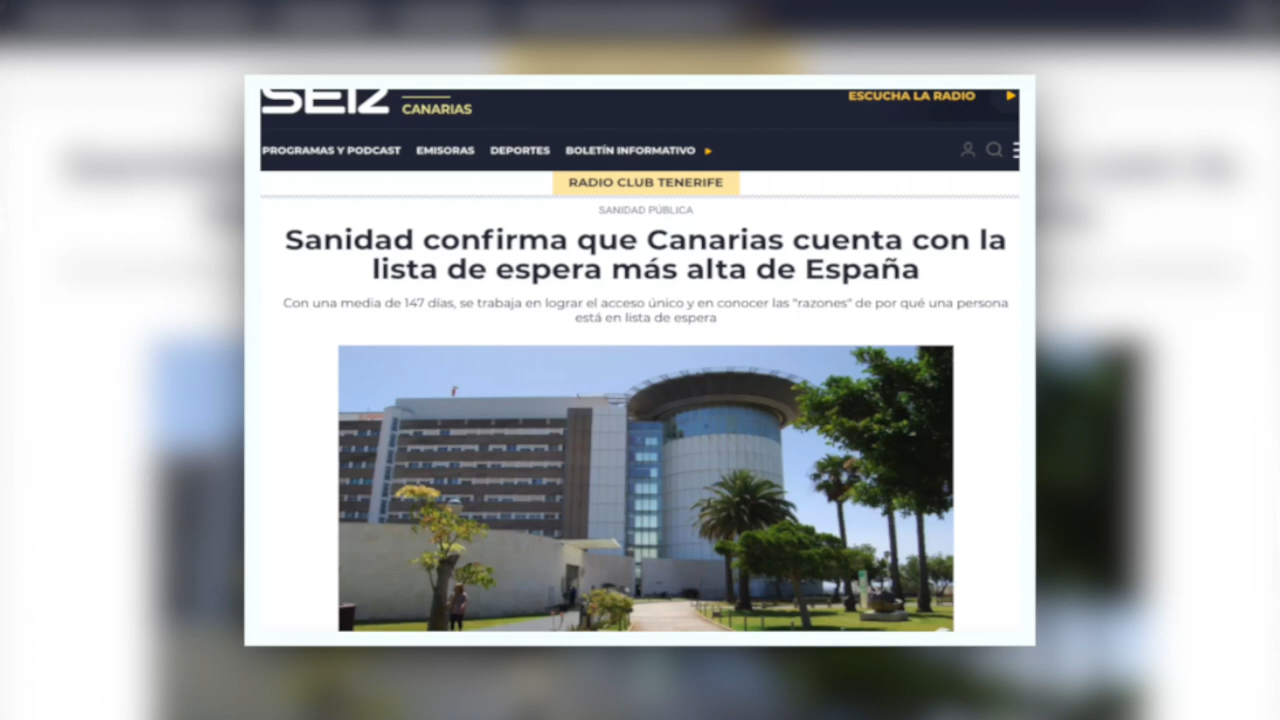 SER
CANARIAS
ESCUCHA LA RADIO
PROGRAMAS Y PODCAST EMISORAS DEPORTES BOLETÍN INFORMATIVO
RADIO CLUB TENERIFE
SANIDAD PÚBLICA
Sanidad confirma que Canarias cuenta con la
lista de espera más alta de España
Con una media de 147 días, se trabaja en lograr el acceso único y en conocer las "razones" de por qué una persona
está en lista de espera